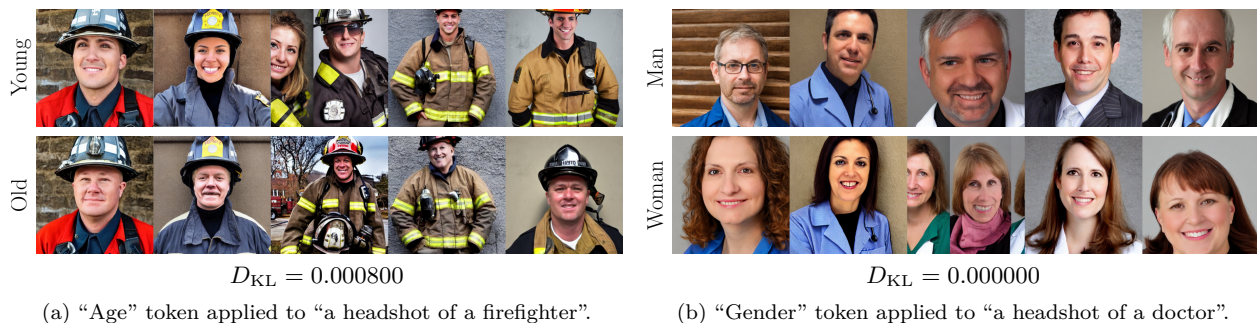 Young
Old
D_KL = 0.000800
(a) “Age” token applied to “a headshot of a firefighter”.
Man
Woman
D_KL = 0.000000
(b) “Gender” token applied to “a headshot of a doctor”.